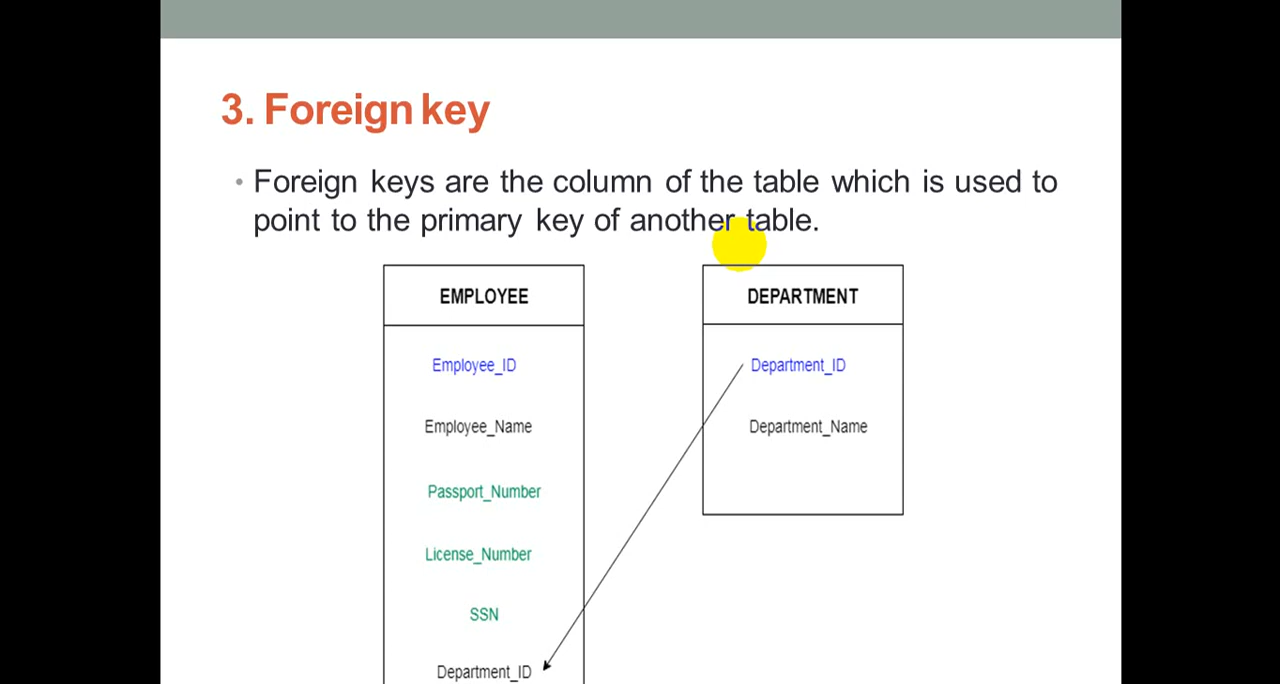 3. Foreign key
• Foreign keys are the column of the table which is used to
point to the primary key of another table.
EMPLOYEE
Employee_ID
Employee_Name
Passport_Number
License_Number
SSN
Department_ID
DEPARTMENT
Department_ID
Department_Name